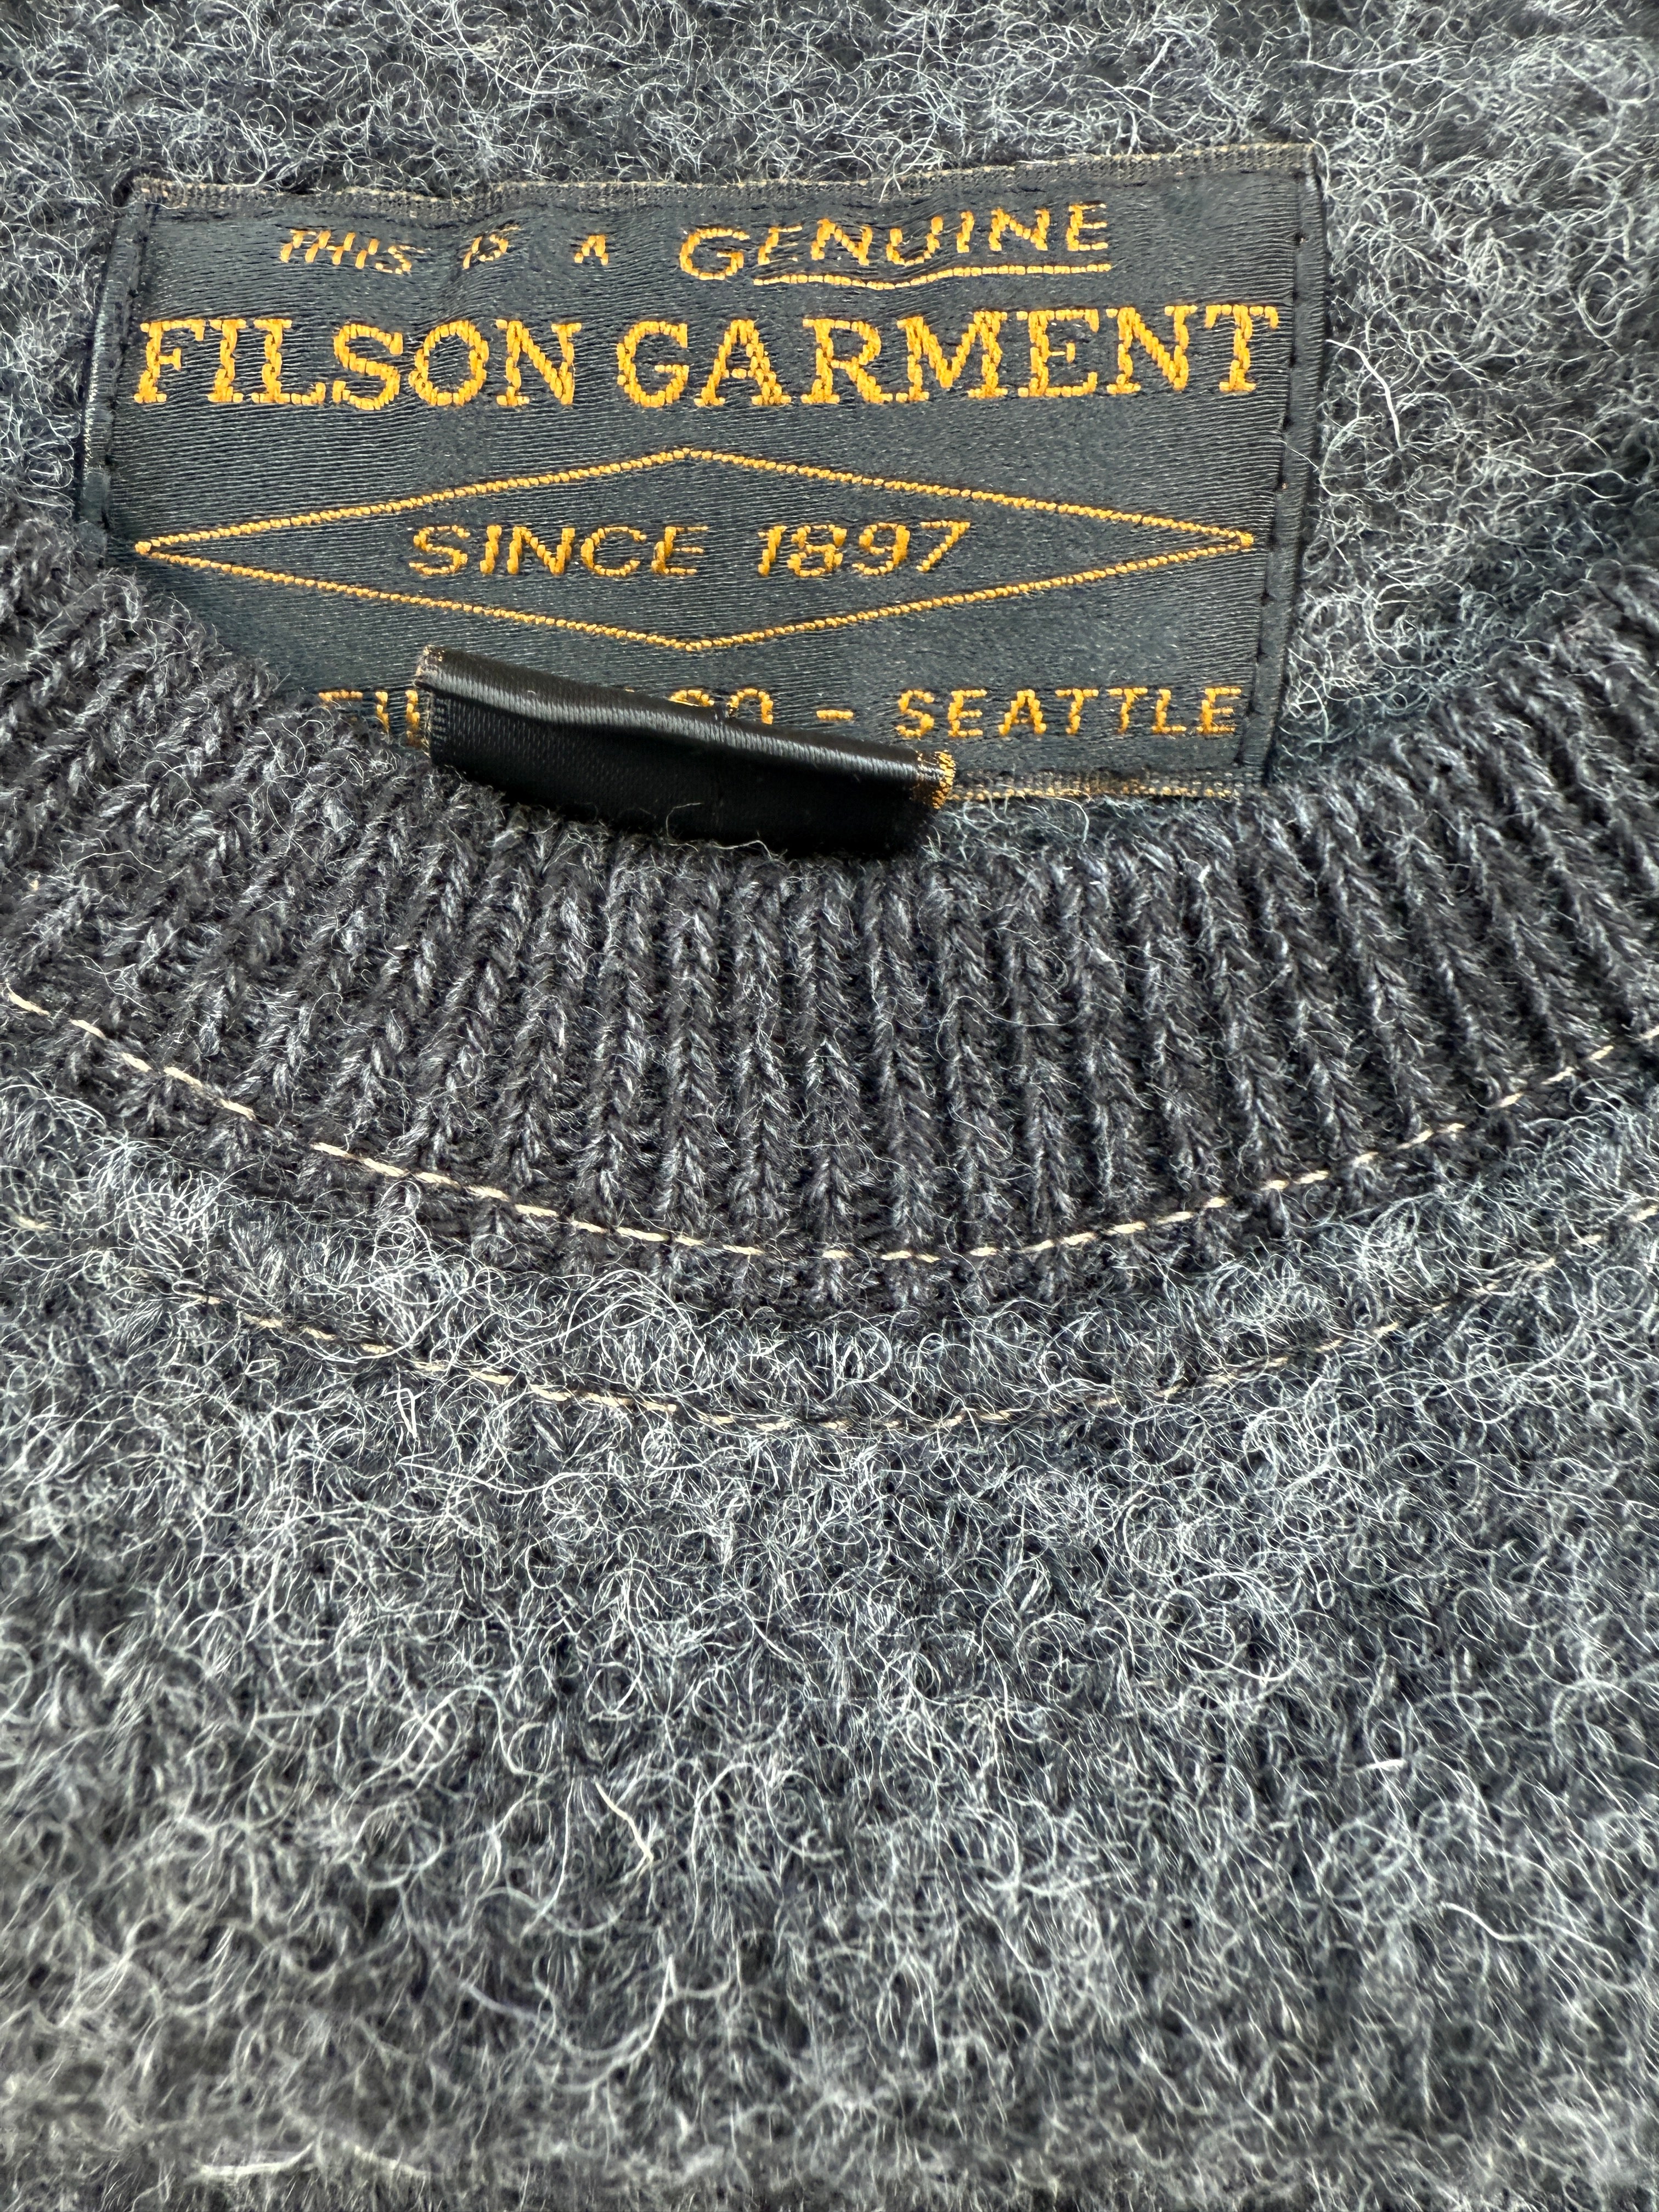 THIS IS A GENUINE
FILSON GARMENT
SINCE 1897
- SEATTLE